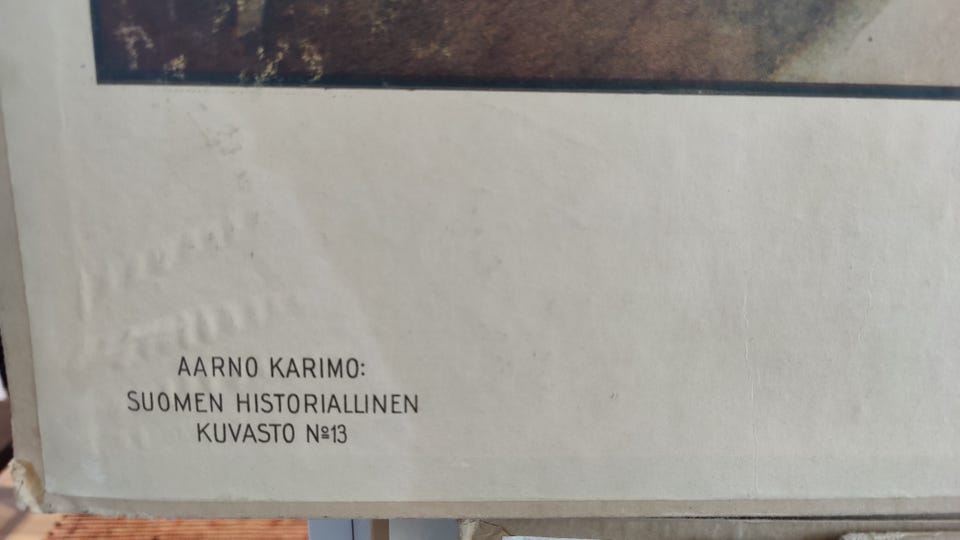 AARNO KARIMO:
SUOMEN HISTORIALLINEN
KUVASTO Nº13